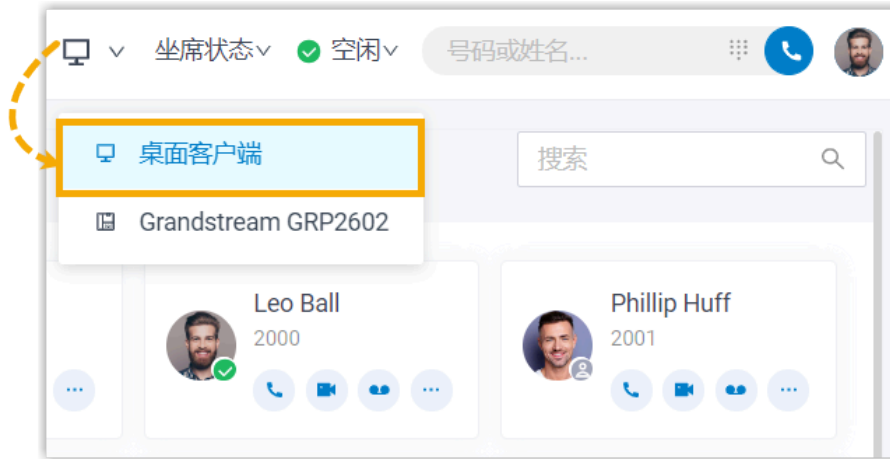 坐席状态 空闲 号码或姓名...
桌面客户端
搜索
Grandstream GRP2602
Leo Ball
2000
Phillip Huff
2001